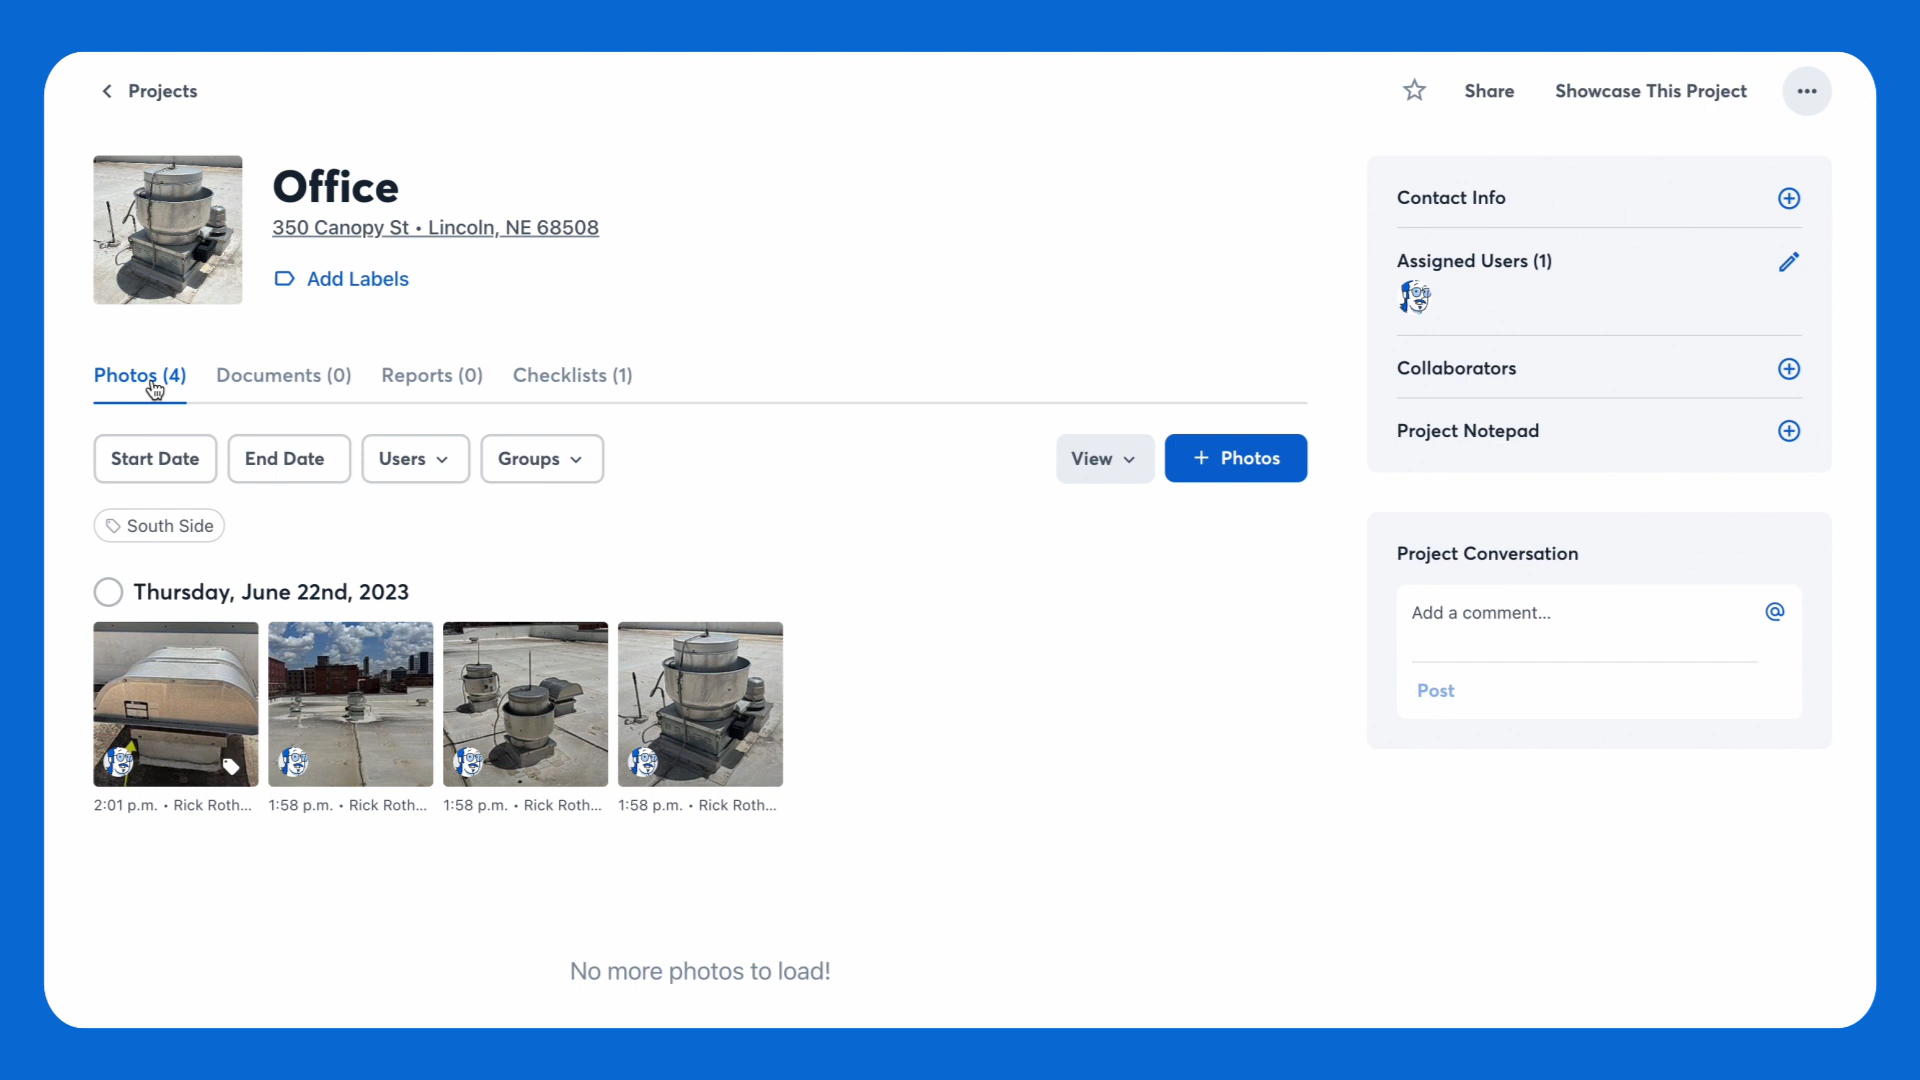 Projects
Share
Showcase This Project
Office
350 Canopy St • Lincoln, NE 68508
Add Labels
Photos (4)
Documents (0)
Reports (0)
Checklists (1)
Start Date
End Date
Users
Groups
View
+ Photos
South Side
Thursday, June 22nd, 2023
2:01 p.m. • Rick Roth...
1:58 p.m. • Rick Roth...
1:58 p.m. • Rick Roth...
1:58 p.m. • Rick Roth...
No more photos to load!
Contact Info
Assigned Users (1)
Collaborators
Project Notepad
Project Conversation
Add a comment...
@
Post